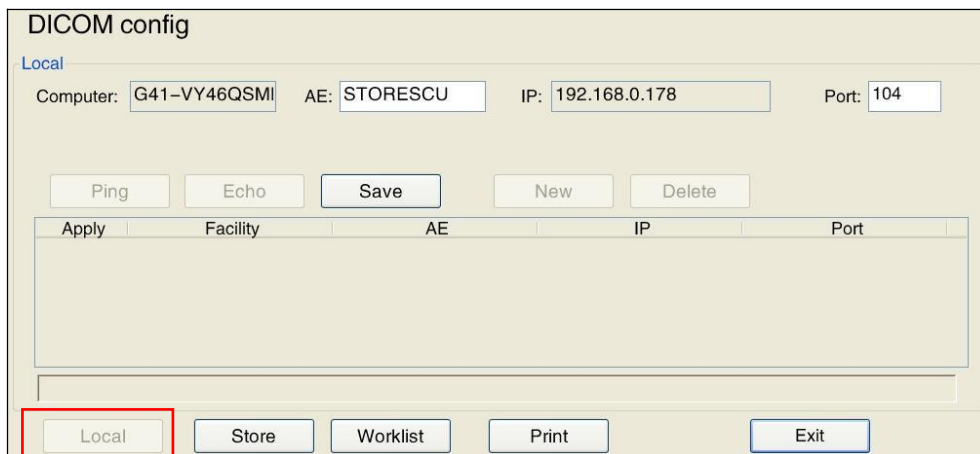 DICOM config
Local
Computer: G41-VY46QSMI AE: STORESCU IP: 192.168.0.178 Port: 104
Ping Echo Save New Delete
Apply Facility AE IP Port
Local Store Worklist Print Exit